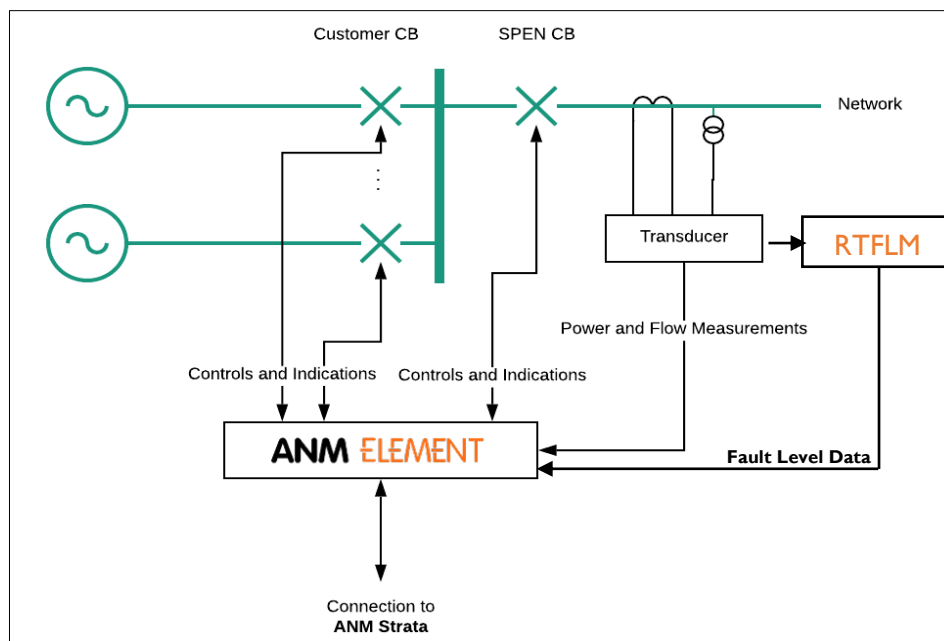 Customer CB
SPEN CB
Network
Transducer
RTFLM
Power and Flow Measurements
Controls and Indications
Controls and Indications
ANM ELEMENT
Fault Level Data
Connection to
ANM Strata